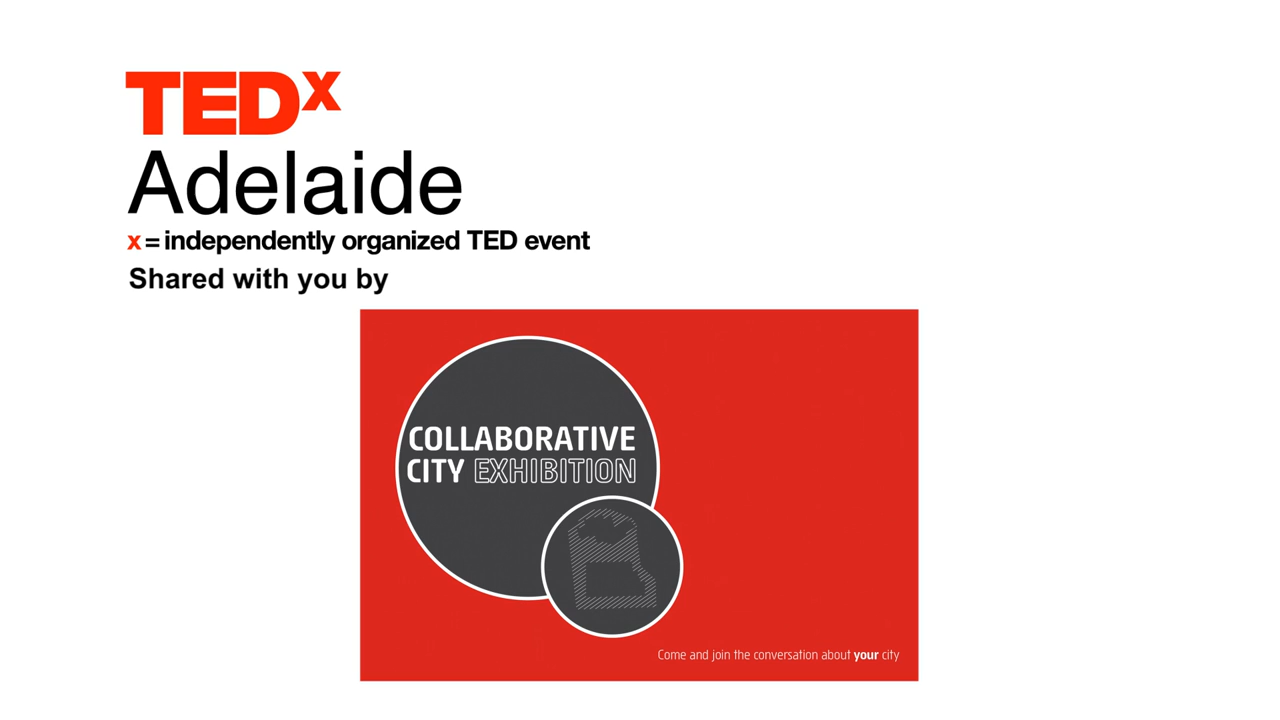 TEDx
Adelaide
x = independently organized TED event
Shared with you by
COLLABORATIVE
CITY EXHIBITION
Come and join the conversation about your city